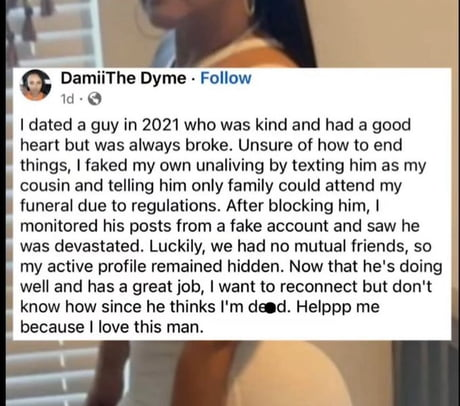 DamiiThe Dyme · Follow
1d ·
I dated a guy in 2021 who was kind and had a good
heart but was always broke. Unsure of how to end
things, I faked my own unaliving by texting him as my
cousin and telling him only family could attend my
funeral due to regulations. After blocking him, I
monitored his posts from a fake account and saw he
was devastated. Luckily, we had no mutual friends, so
my active profile remained hidden. Now that he's doing
well and has a great job, I want to reconnect but don't
know how since he thinks I'm de●d. Helppp me
because I love this man.